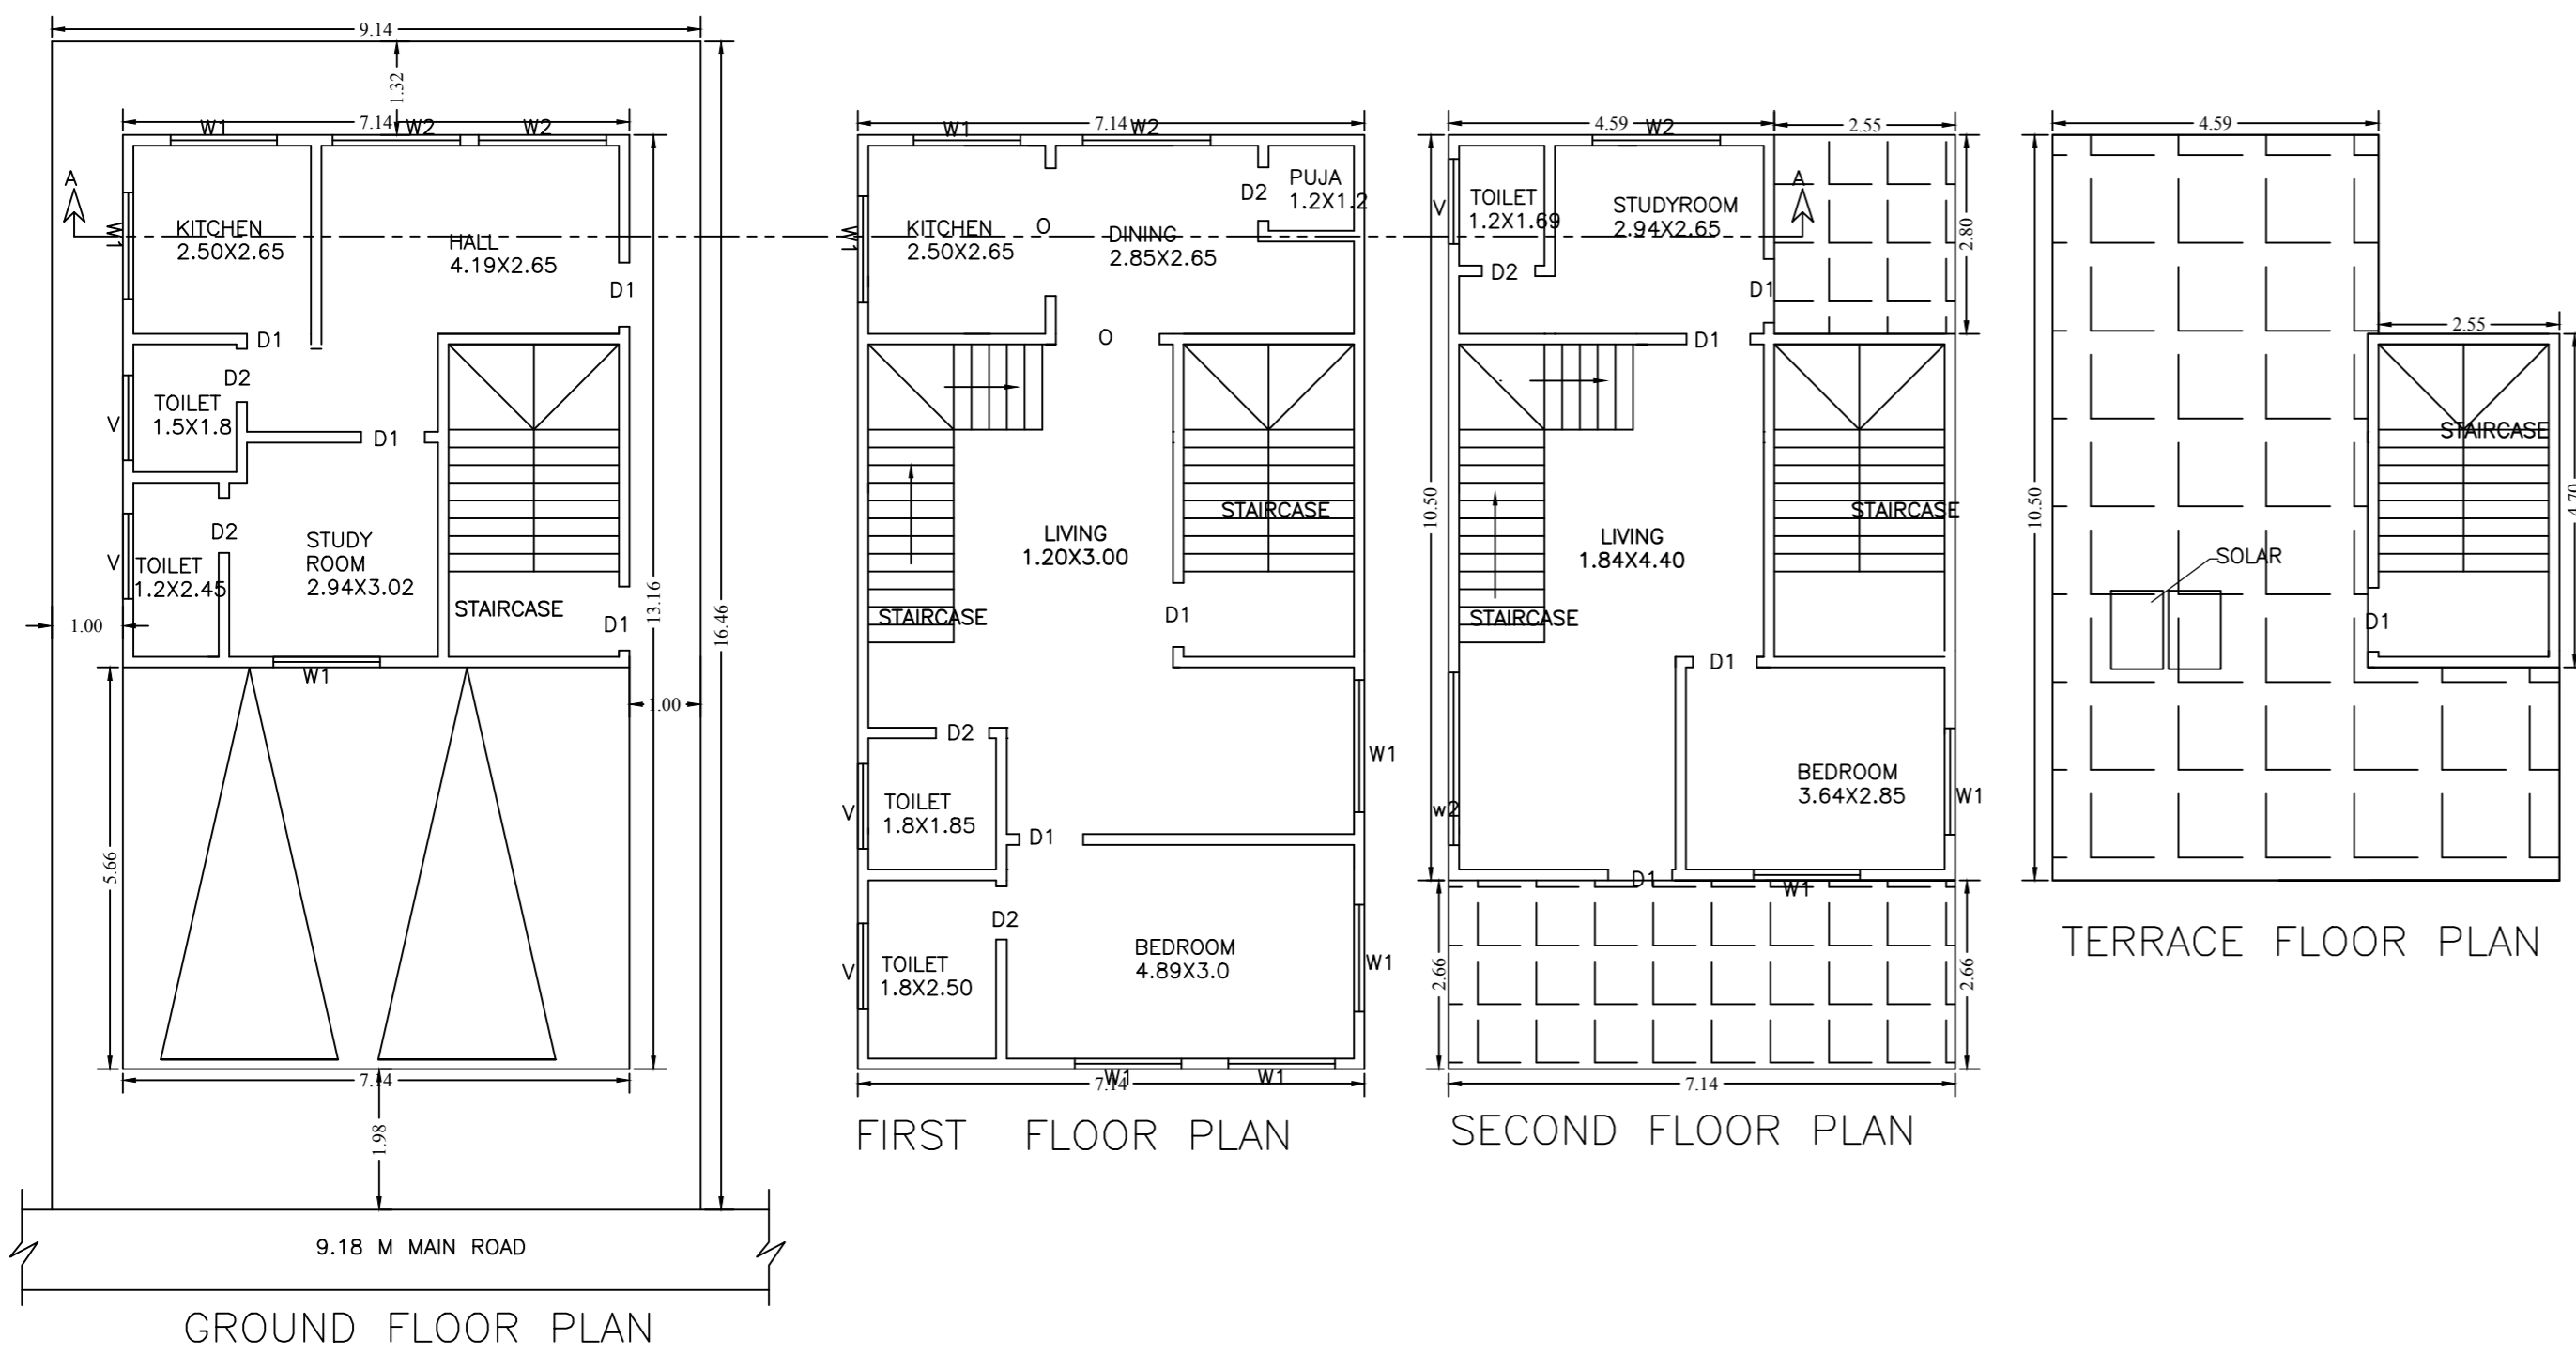 9.14
1.32
7.14
W1
W2
W2
A
W1
KITCHEN
2.50X2.65
HALL
4.19X2.65
D1
D1
D2
TOILET
1.5X1.8
V
D1
D2
V
TOILET
1.2X2.45
STUDY
ROOM
2.94X3.02
STAIRCASE
D1
13.16
16.46
1.00
W1
1.00
5.66
7.14
1.98
9.18 M MAIN ROAD
GROUND FLOOR PLAN
7.14
W1
W2
W1
KITCHEN
2.50X2.65
O
DINING
2.85X2.65
D2
PUJA
1.2X1.2
O
STAIRCASE
LIVING
1.20X3.00
STAIRCASE
D1
D2
W1
V
TOILET
1.8X1.85
D1
D2
V
TOILET
1.8X2.50
BEDROOM
4.89X3.0
W1
W1
W1
7.14
FIRST FLOOR PLAN
4.59
2.55
W2
V
TOILET
1.2X1.69
STUDYROOM
2.94X2.65
A
2.80
D2
D1
D1
10.50
STAIRCASE
LIVING
1.84X4.40
STAIRCASE
D1
w2
BEDROOM
3.64X2.85
W1
D1
W1
2.66
2.66
7.14
SECOND FLOOR PLAN
4.59
2.55
STAIRCASE
10.50
4.70
SOLAR
D1
TERRACE FLOOR PLAN